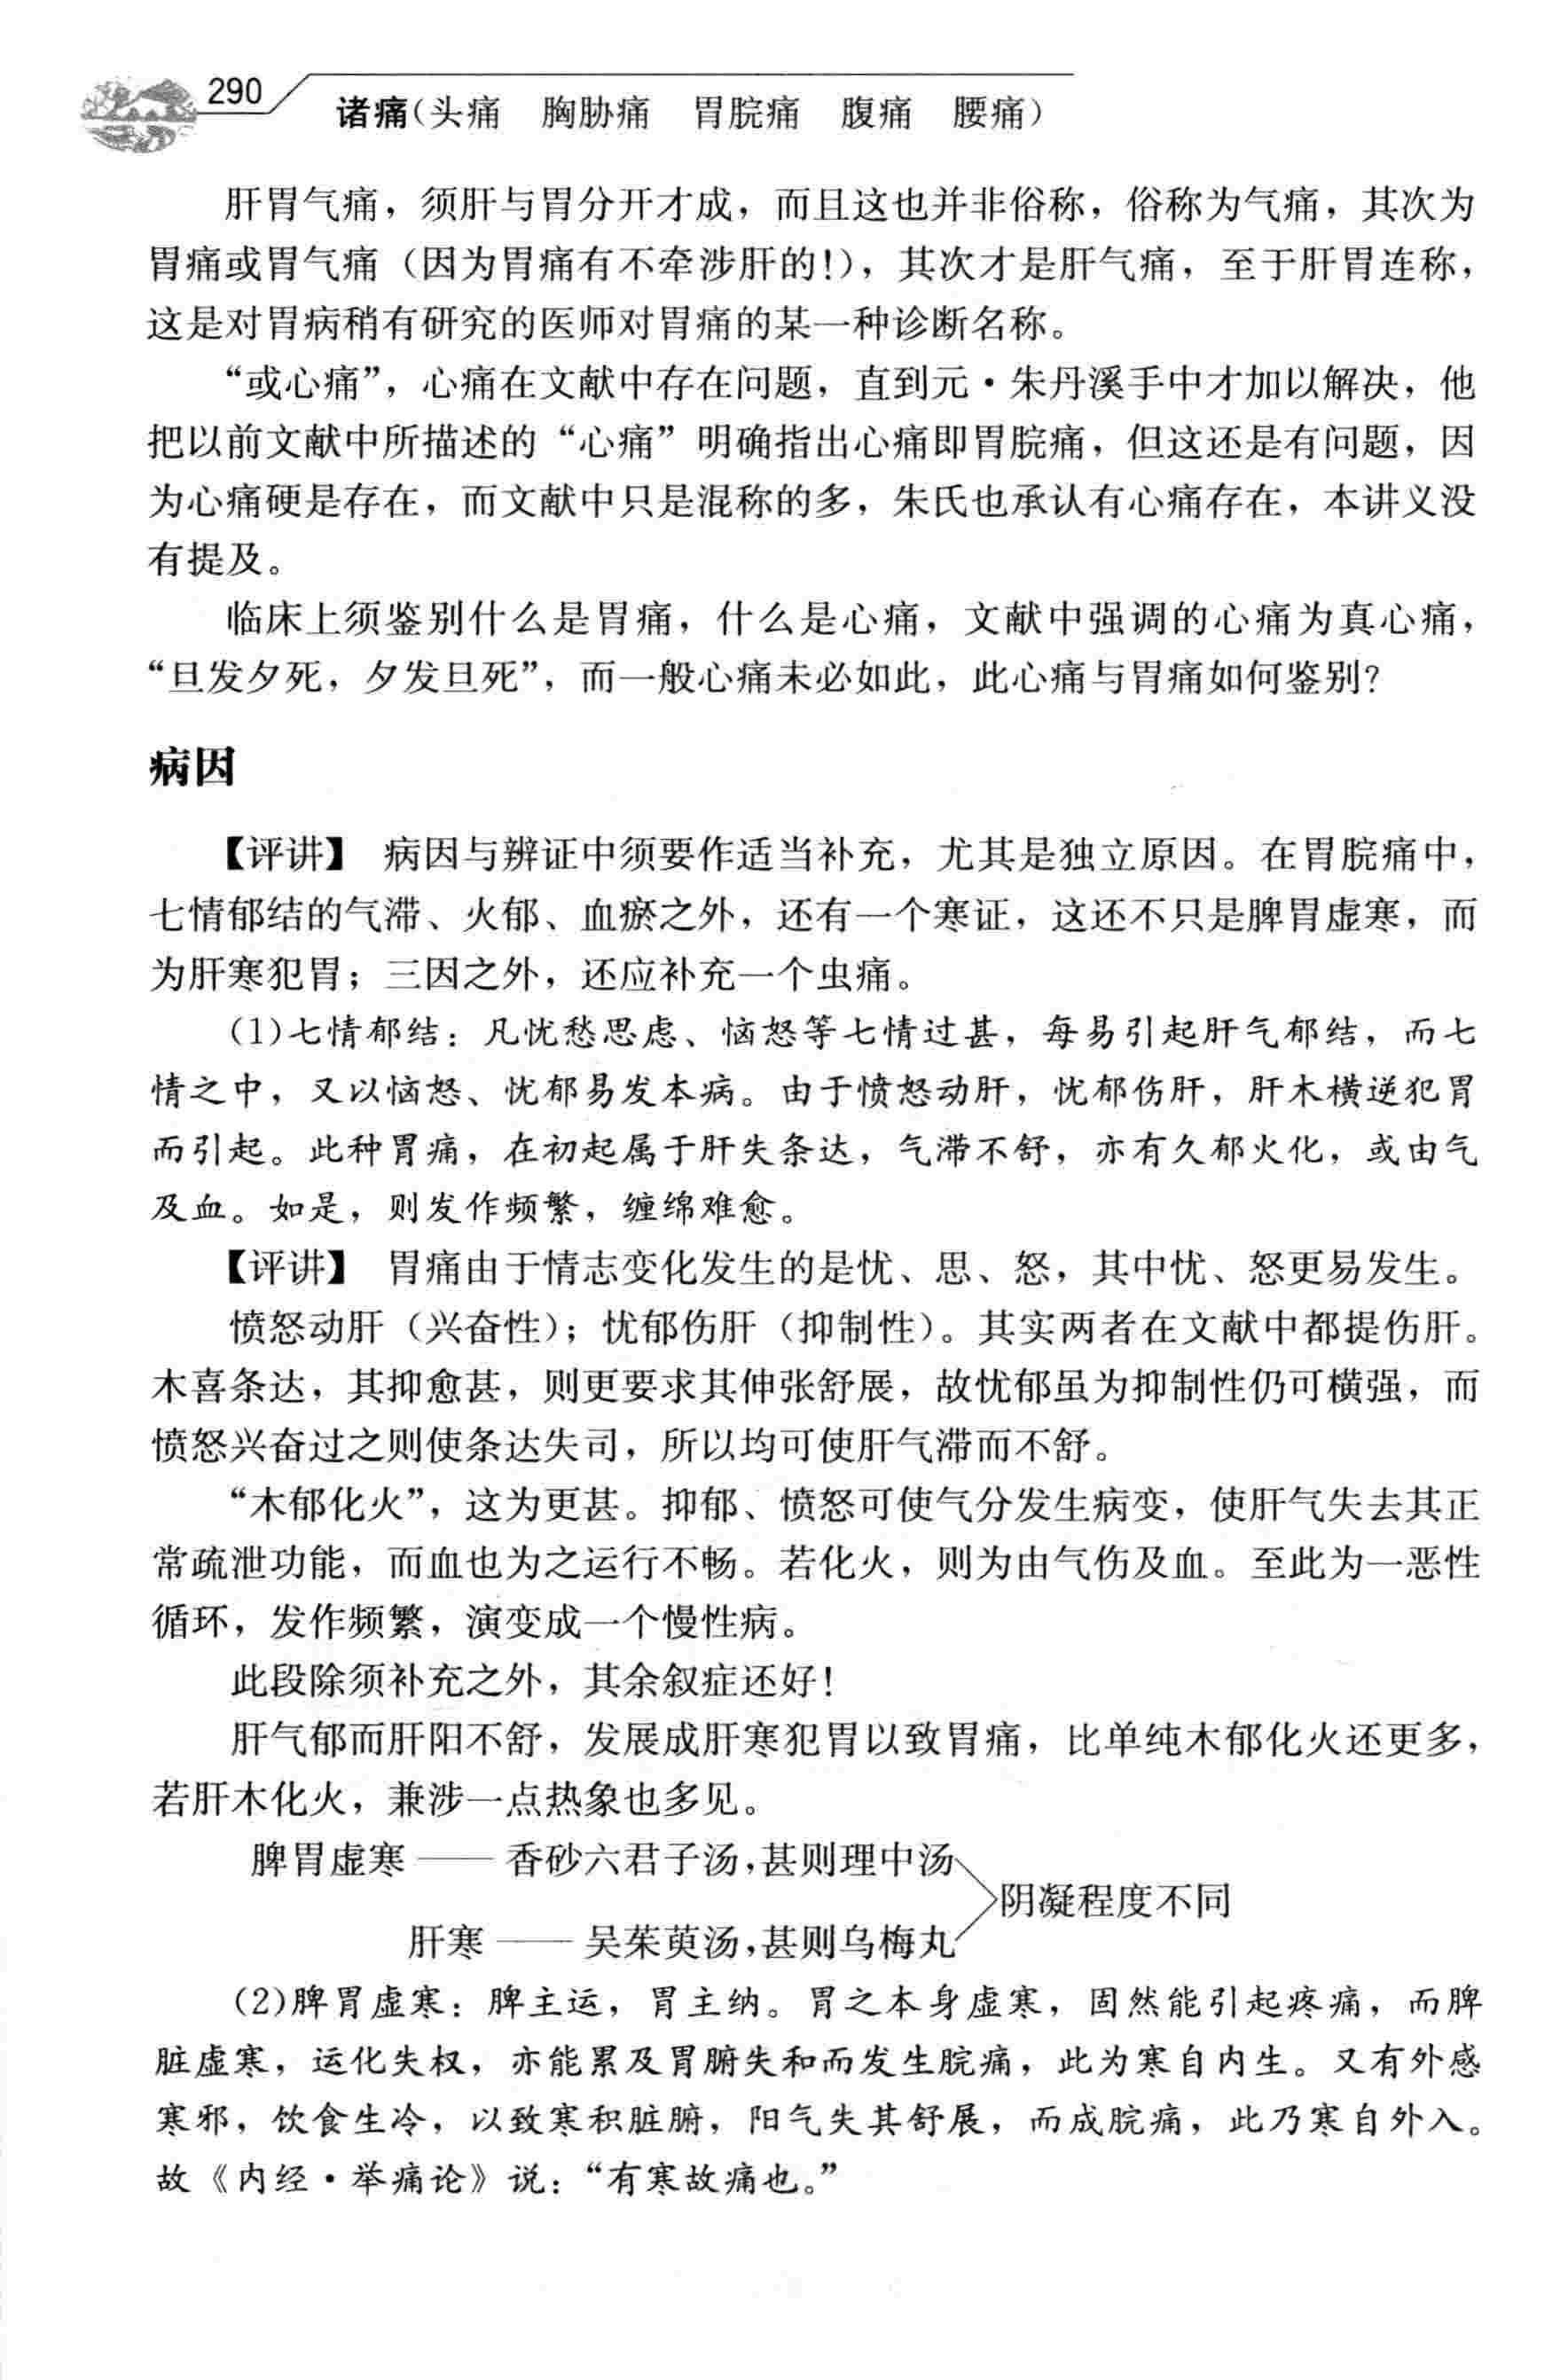 290
诸痛(头痛　胸胁痛　胃脘痛　腹痛　腰痛)
肝胃气痛，须肝与胃分开才成，而且这也并非俗称，俗称为气痛，其次为
胃痛或胃气痛（因为胃痛有不牵涉肝的！），其次才是肝气痛，至于肝胃连称，
这是对胃病稍有研究的医师对胃痛的某一种诊断名称。
“或心痛”，心痛在文献中存在问题，直到元·朱丹溪手中才加以解决，他
把以前文献中所描述的“心痛”明确指出心痛即胃脘痛，但这还是有问题，因
为心痛硬是存在，而文献中只是混称的多，朱氏也承认有心痛存在，本讲义没
有提及。
临床上须鉴别什么是胃痛，什么是心痛，文献中强调的心痛为真心痛，
“旦发夕死，夕发旦死”，而一般心痛未必如此，此心痛与胃痛如何鉴别？
病因
【评讲】　病因与辨证中须要作适当补充，尤其是独立原因。在胃脘痛中，
七情郁结的气滞、火郁、血瘀之外，还有一个寒证，这还不只是脾胃虚寒，而
为肝寒犯胃；三因之外，还应补充一个虫痛。
(1)七情郁结：凡忧愁思虑、恼怒等七情过甚，每易引起肝气郁结，而七
情之中，又以恼怒、忧郁易发本病。由于愤怒动肝，忧郁伤肝，肝木横逆犯胃
而引起。此种胃痛，在初起属于肝失条达，气滞不舒，亦有久郁火化，或由气
及血。如是，则发作频繁，缠绵难愈。
【评讲】　胃痛由于情志变化发生的是忧、思、怒，其中忧、怒更易发生。
愤怒动肝（兴奋性）；忧郁伤肝（抑制性）。其实两者在文献中都提伤肝。
木喜条达，其抑愈甚，则更要求其伸张舒展，故忧郁虽为抑制性仍可横强，而
愤怒兴奋过之则使条达失司，所以均可使肝气滞而不舒。
“木郁化火”，这为更甚。抑郁、愤怒可使气分发生病变，使肝气失去其正
常疏泄功能，而血也为之运行不畅。若化火，则为由气伤及血。至此为一恶性
循环，发作频繁，演变成一个慢性病。
此段除须补充之外，其余叙症还好！
肝气郁而肝阳不舒，发展成肝寒犯胃以致胃痛，比单纯木郁化火还更多，
若肝木化火，兼涉一点热象也多见。
脾胃虚寒——香砂六君子汤，甚则理中汤
阴凝程度不同
肝寒——吴茱萸汤，甚则乌梅丸
(2)脾胃虚寒：脾主运，胃主纳。胃之本身虚寒，固然能引起疼痛，而脾
脏虚寒，运化失权，亦能累及胃腑失和而发生脘痛，此为寒自内生。又有外感
寒邪，饮食生冷，以致寒积脏腑，阳气失其舒展，而成脘痛，此乃寒自外入。
故《内经·举痛论》说：“有寒故痛也。”